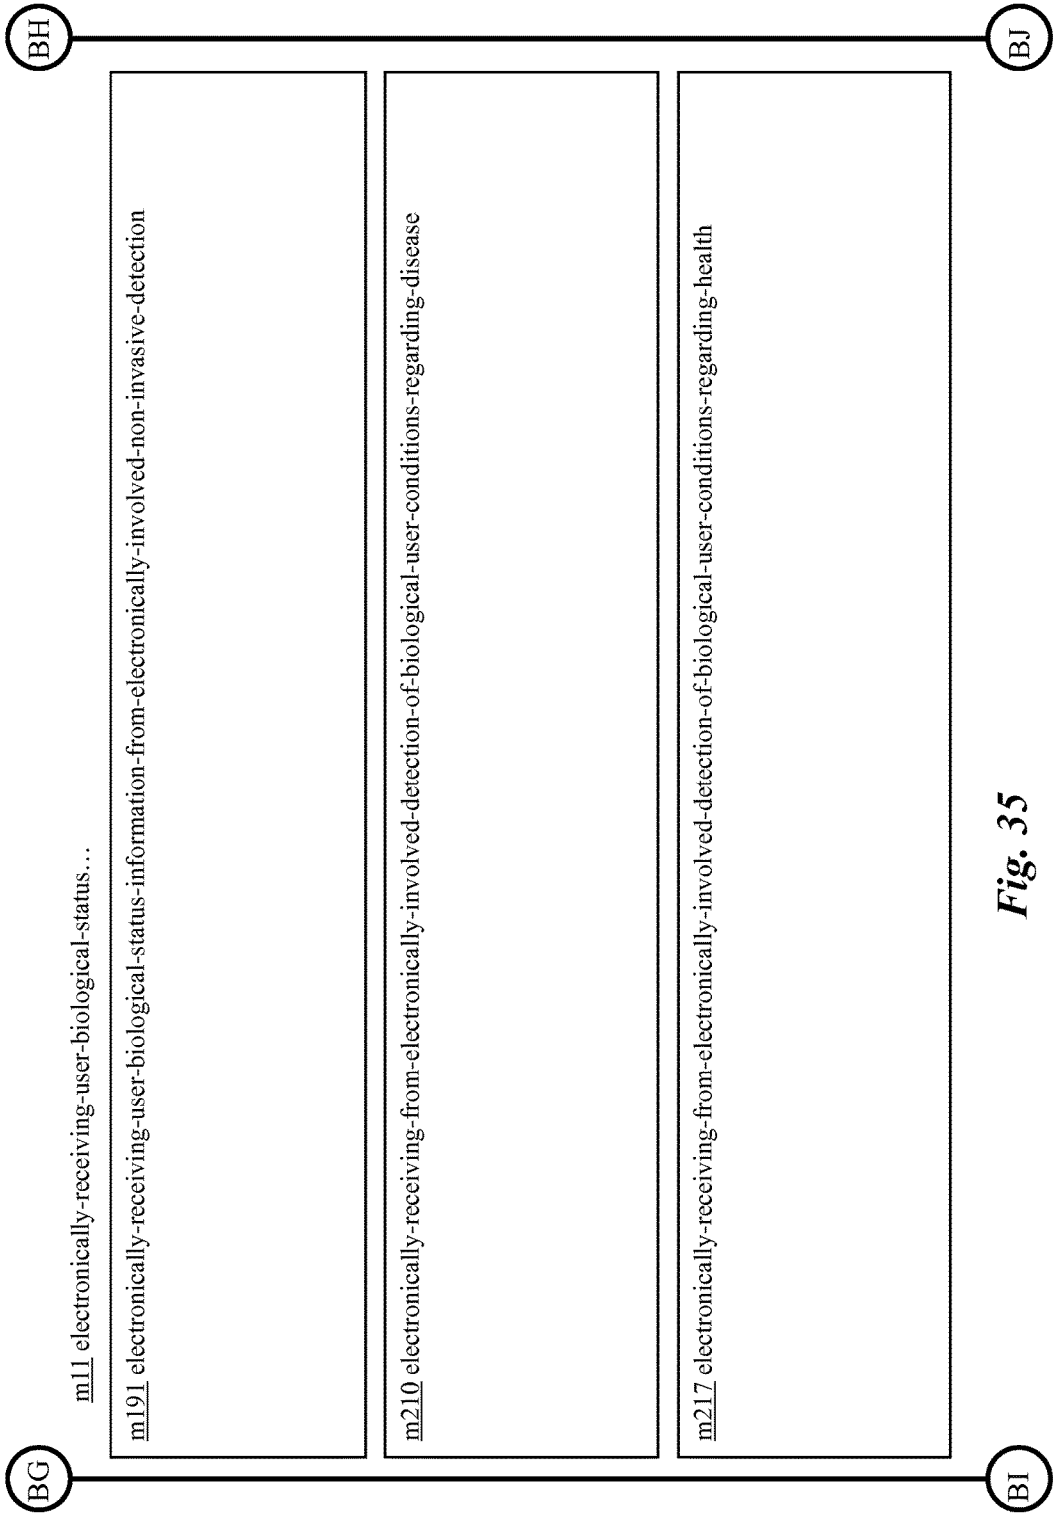 BG
BH
m11 electronically-receiving-user-biological-status…
m191 electronically-receiving-user-biological-status-information-from-electronically-involved-non-invasive-detection
m210 electronically-receiving-from-electronically-involved-detection-of-biological-user-conditions-regarding-disease
m217 electronically-receiving-from-electronically-involved-detection-of-biological-user-conditions-regarding-health
BI
BJ
Fig. 35